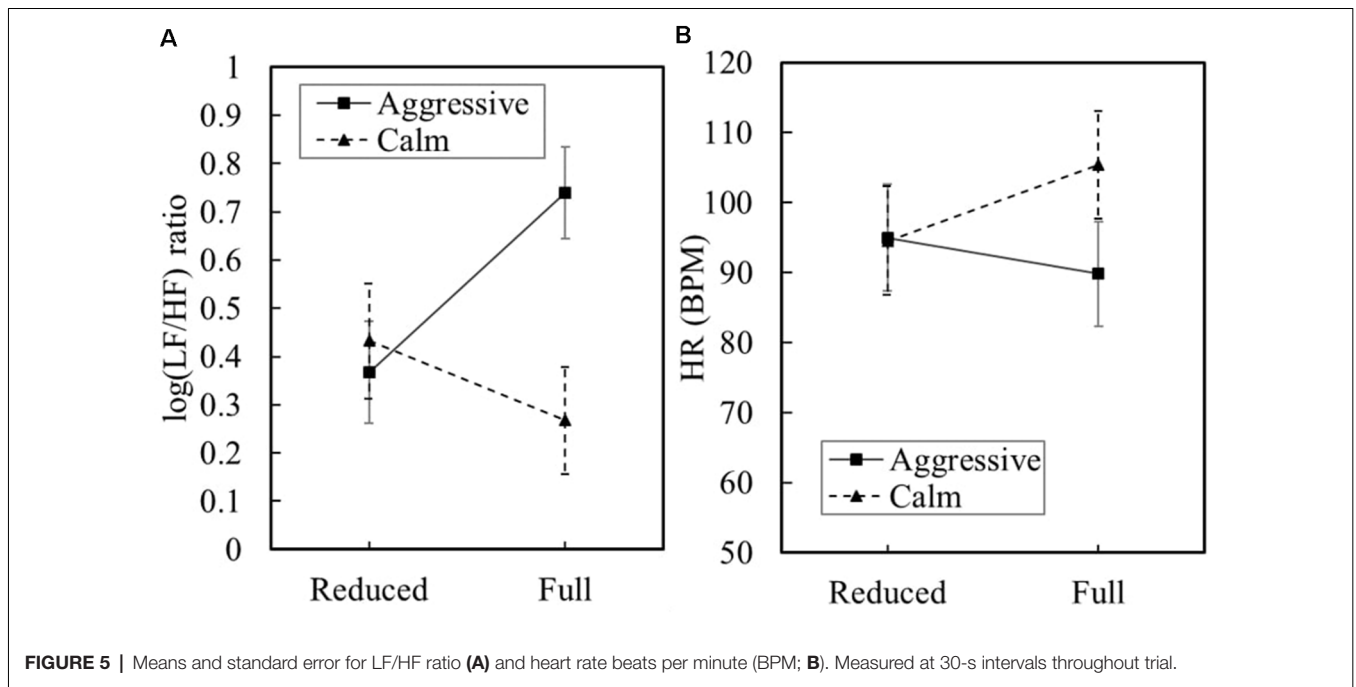 A
log(LF/HF) ratio
1
0.9
0.8
0.7
0.6
0.5
0.4
0.3
0.2
0.1
0
Aggressive
Calm
Reduced Full
B
HR (BPM)
120
110
100
90
80
70
60
50
Aggressive
Calm
Reduced Full
FIGURE 5 | Means and standard error for LF/HF ratio (A) and heart rate beats per minute (BPM; B). Measured at 30-s intervals throughout trial.